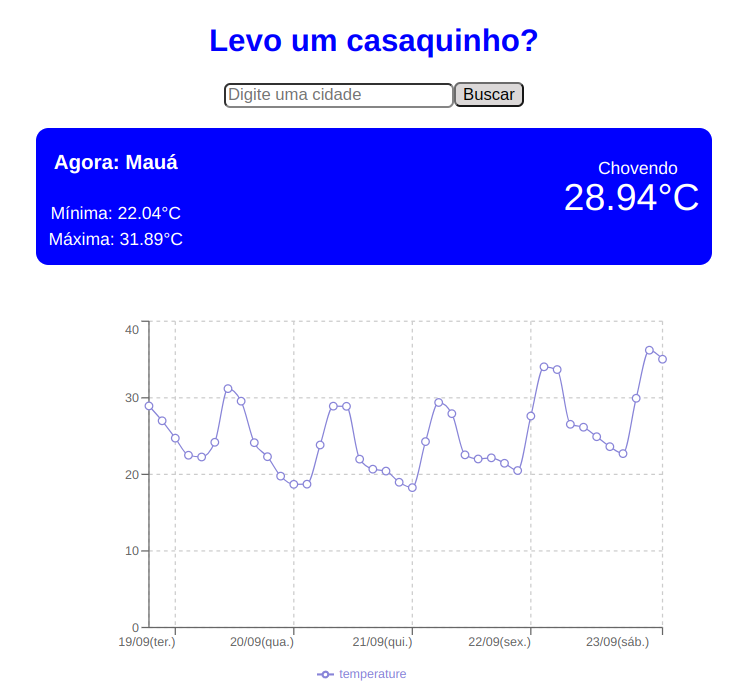 Levo um casaquinho?
Digite uma cidade
Buscar
Agora: Mauá
Chovendo
28.94°C
Mínima: 22.04°C
Máxima: 31.89°C
40
30
20
10
0
19/09(ter.)
20/09(qua.)
21/09(qui.)
22/09(sex.)
23/09(sáb.)
temperature